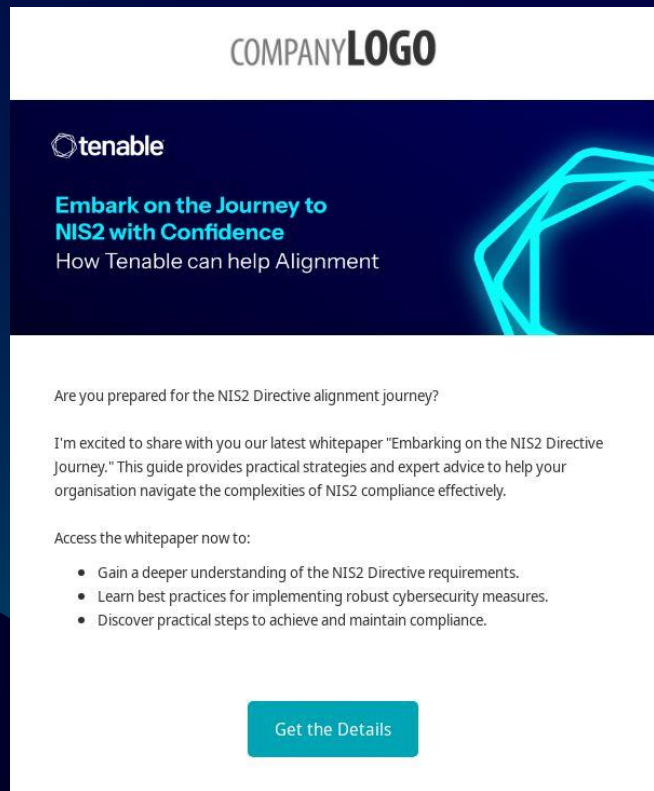 COMPANYLOGO
tenable
Embark on the Journey to
NIS2 with Confidence
How Tenable can help Alignment
Are you prepared for the NIS2 Directive alignment journey?
I'm excited to share with you our latest whitepaper "Embarking on the NIS2 Directive
Journey." This guide provides practical strategies and expert advice to help your
organisation navigate the complexities of NIS2 compliance effectively.
Access the whitepaper now to:
• Gain a deeper understanding of the NIS2 Directive requirements.
• Learn best practices for implementing robust cybersecurity measures.
• Discover practical steps to achieve and maintain compliance.
Get the Details